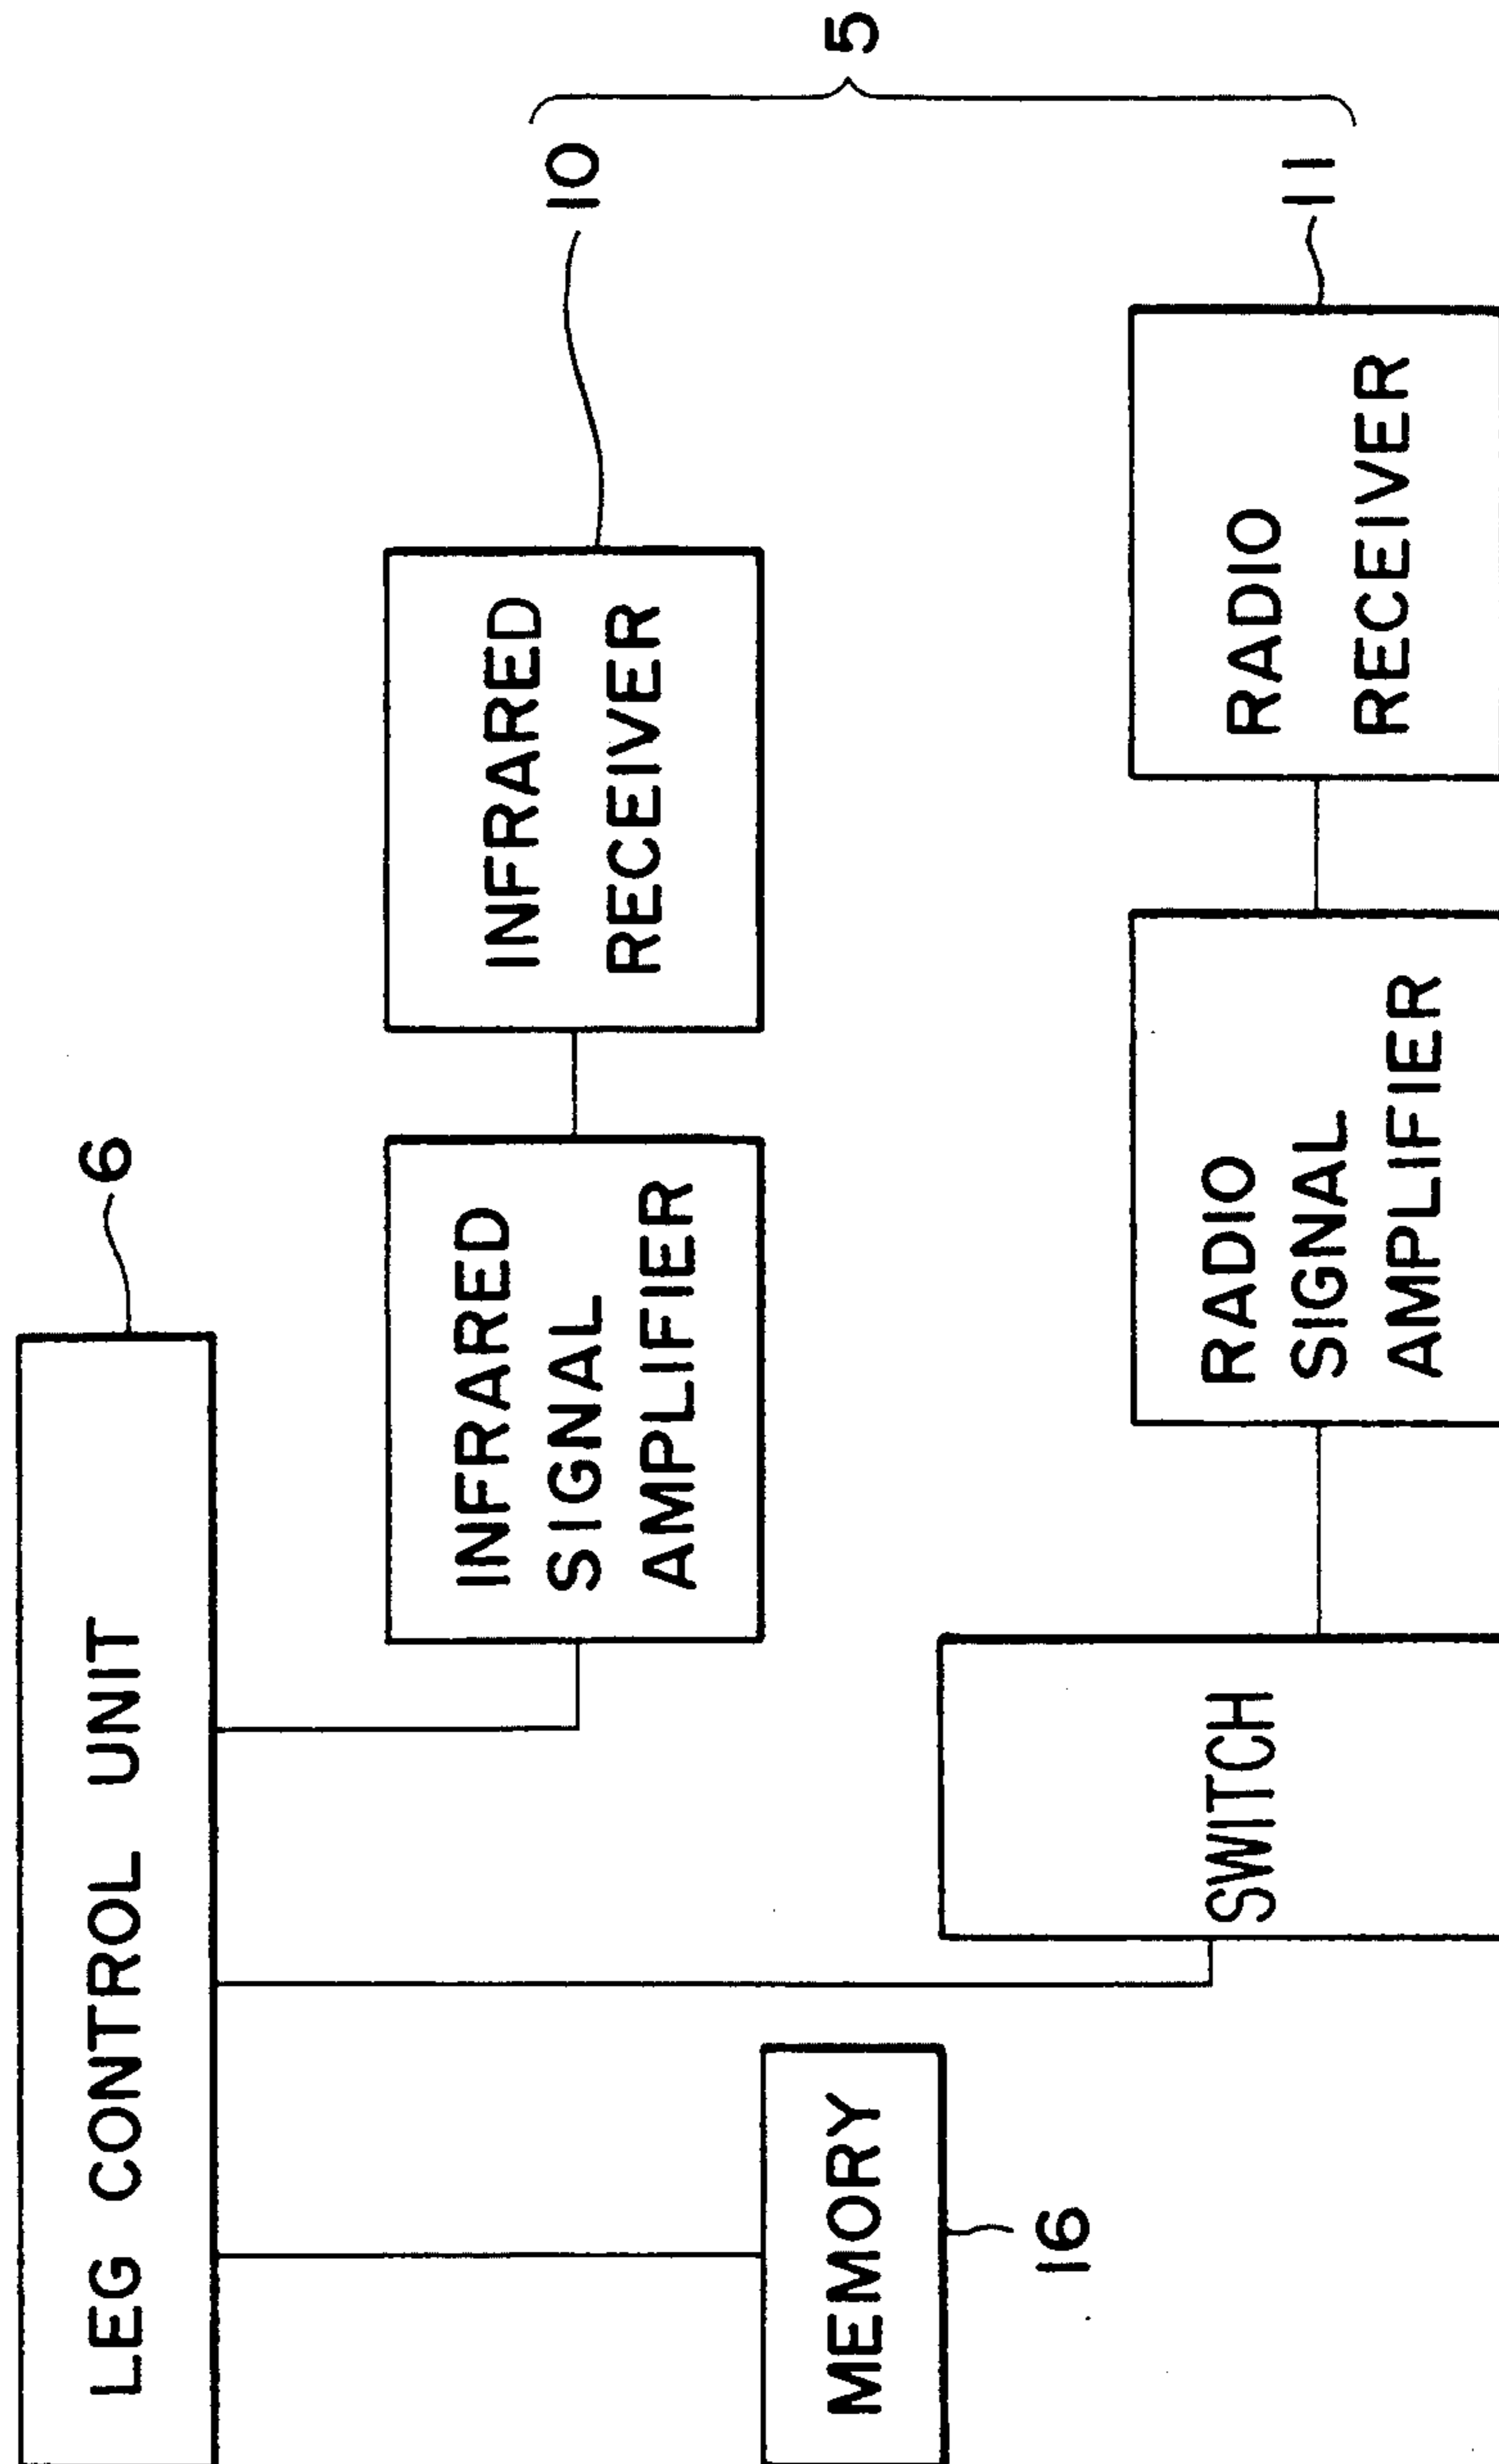 LEG CONTROL UNIT
6
INFRARED
SIGNAL
AMPLIFIER
INFRARED
RECEIVER
10
5
MEMORY
16
SWITCH
RADIO
SIGNAL
AMPLIFIER
RADIO
RECEIVER
11